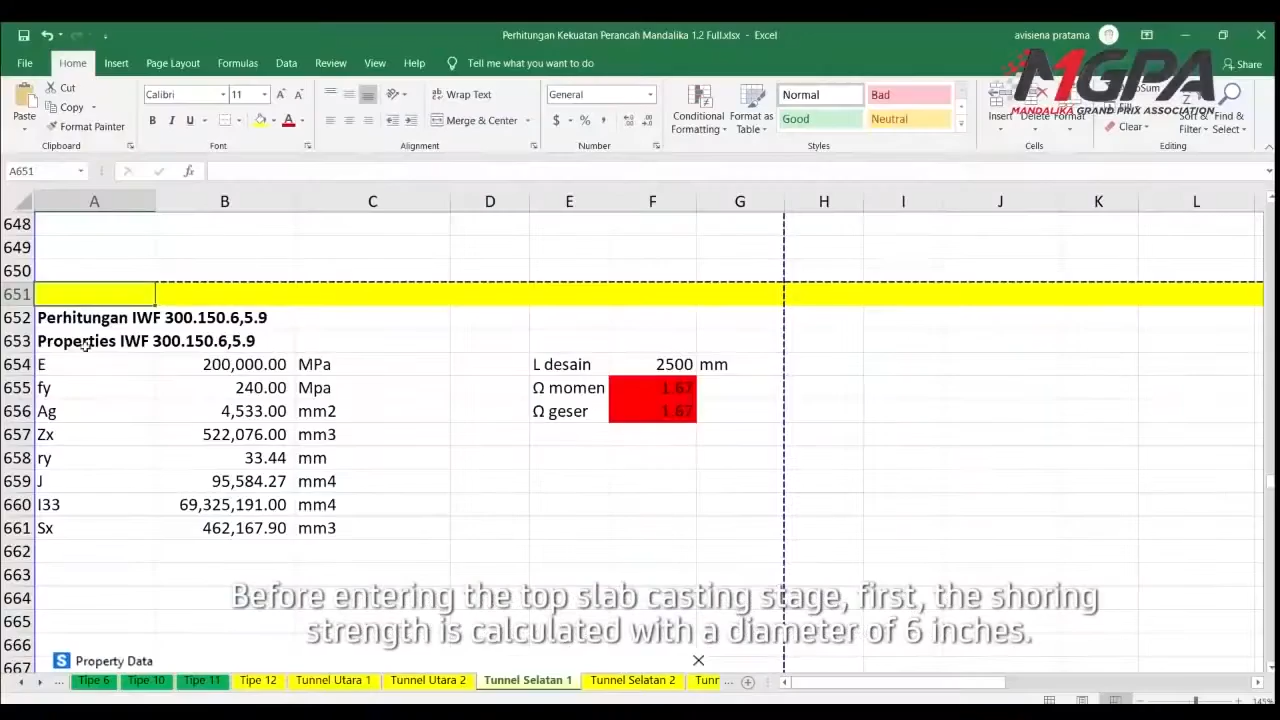 Perhitungan Kekuatan Perancah Mandalika 1.2 Full.xlsx - Excel
avisiena pratama
File Home Insert Page Layout Formulas Data Review View Help Tell me what you want to do Share
MGPA
MANDALIKA GRAND PRIX ASSOCIATION
Paste
Cut
Copy
Format Painter
Clipboard
Calibri 11
B I U
Font
Wrap Text
Merge & Center
Alignment
General
$ % ,
Number
Conditional Formatting
Format as Table
Normal Bad
Good Neutral
Styles
Insert Delete Format
Cells
Clear
Sort & Filter
Find & Select
Editing
A651 fx
A B C D E F G H I J K L
648
649
650
651
652 Perhitungan IWF 300.150.6,5.9
653 Properties IWF 300.150.6,5.9
654 E 200,000.00 MPa L desain 2500 mm
655 fy 240.00 Mpa Ω momen 1.67
656 Ag 4,533.00 mm2 Ω geser 1.67
657 Zx 522,076.00 mm3
658 ry 33.44 mm
659 J 95,584.27 mm4
660 I33 69,325,191.00 mm4
661 Sx 462,167.90 mm3
662
663
664
665
666
667
Before entering the top slab casting stage, first, the shoring
strength is calculated with a diameter of 6 inches.
S Property Data
... Tipe 6 Tipe 10 Tipe 11 Tipe 12 Tunnel Utara 1 Tunnel Utara 2 Tunnel Selatan 1 Tunnel Selatan 2 Tunr ...
145%